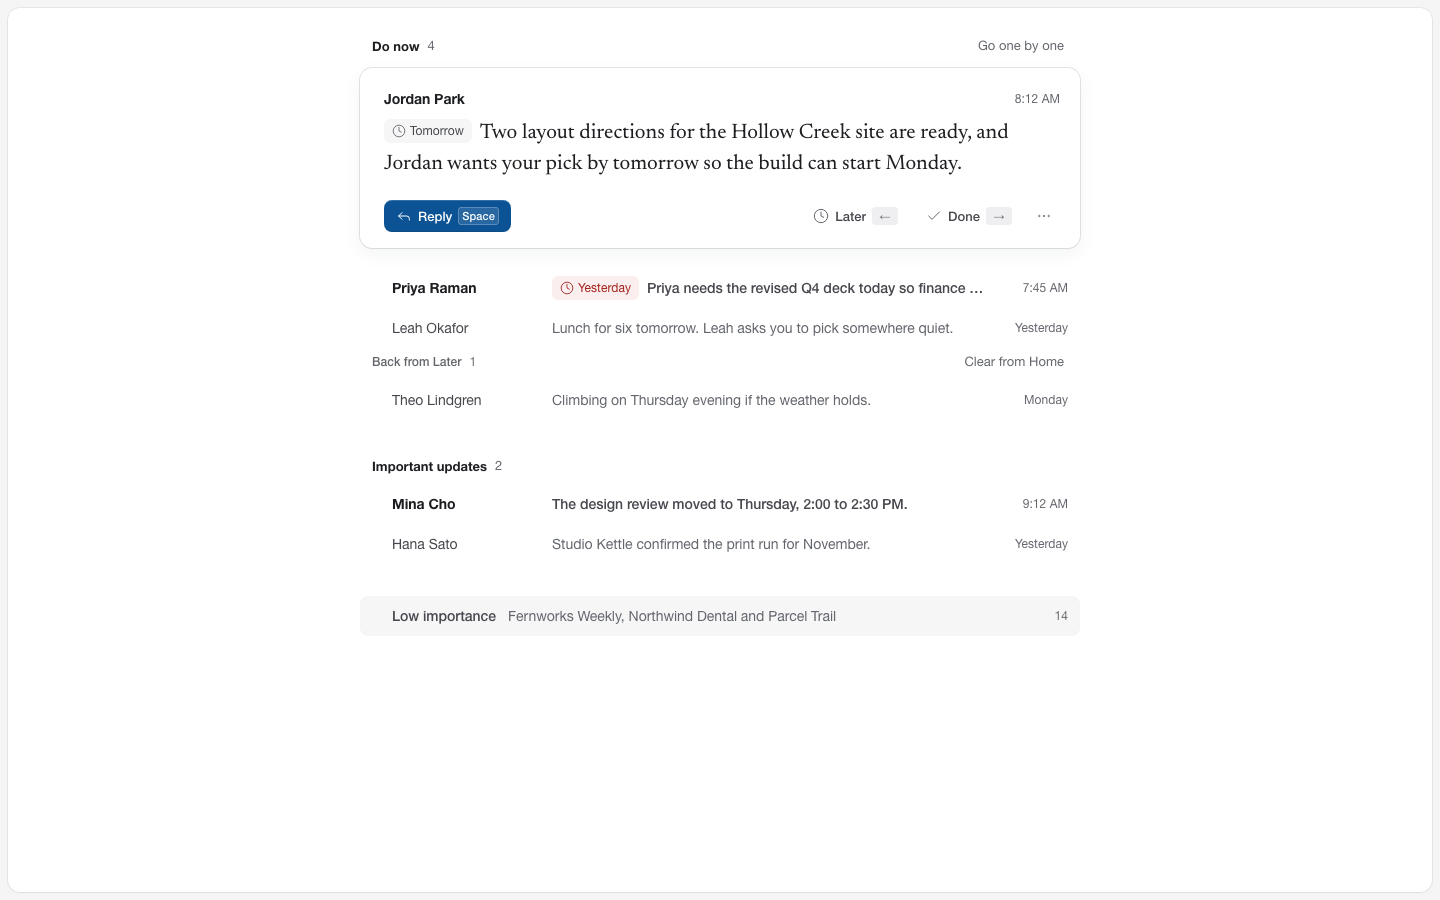 Do now 4 Go one by one
Jordan Park 8:12 AM
Tomorrow Two layout directions for the Hollow Creek site are ready, and
Jordan wants your pick by tomorrow so the build can start Monday.
Reply Space Later ← Done → ···
Priya Raman Yesterday Priya needs the revised Q4 deck today so finance … 7:45 AM
Leah Okafor Lunch for six tomorrow. Leah asks you to pick somewhere quiet. Yesterday
Back from Later 1 Clear from Home
Theo Lindgren Climbing on Thursday evening if the weather holds. Monday
Important updates 2
Mina Cho The design review moved to Thursday, 2:00 to 2:30 PM. 9:12 AM
Hana Sato Studio Kettle confirmed the print run for November. Yesterday
Low importance Fernworks Weekly, Northwind Dental and Parcel Trail 14